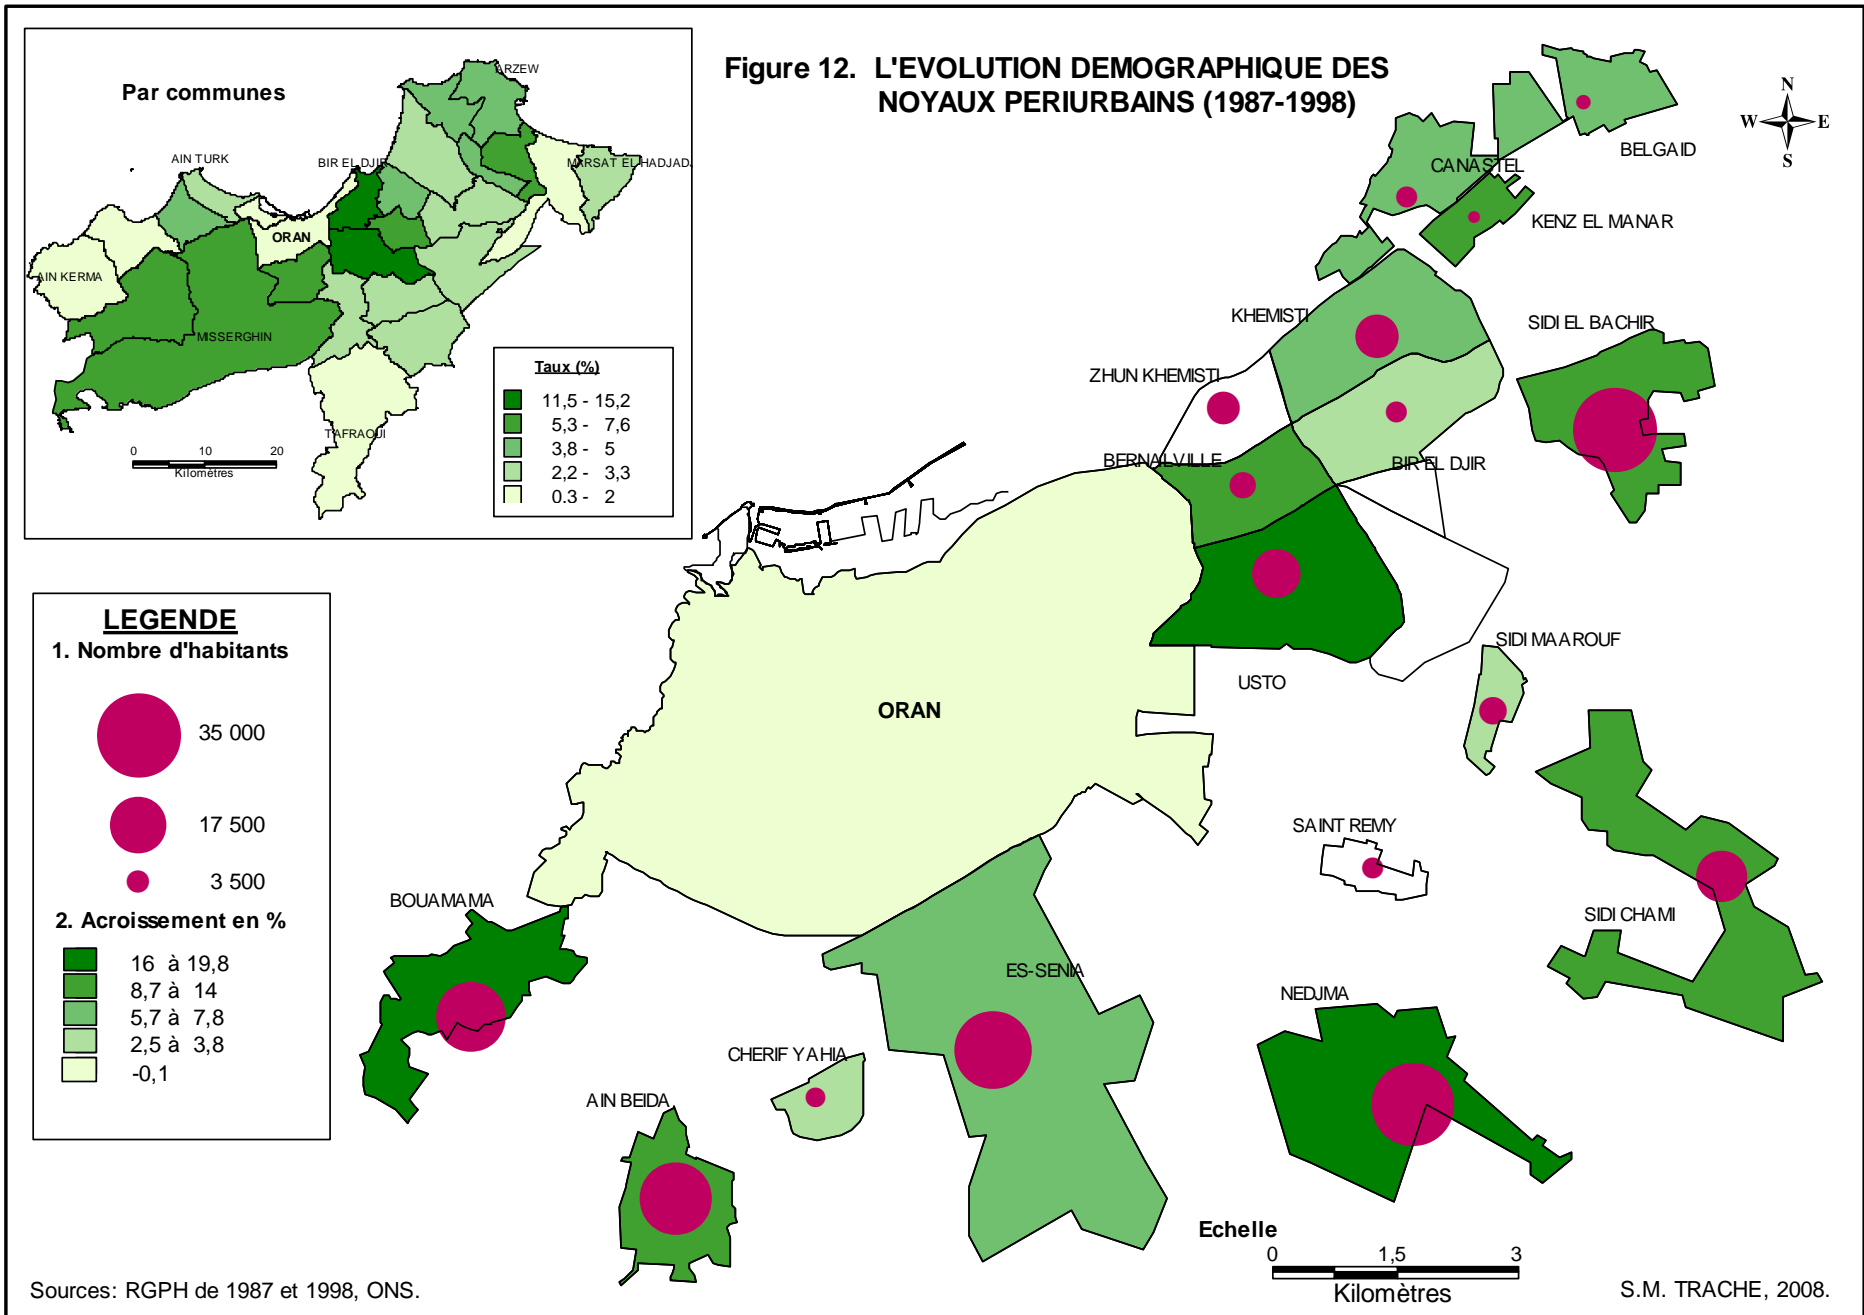 Figure 12. L'EVOLUTION DEMOGRAPHIQUE DES
NOYAUX PERIURBAINS (1987-1998)
Par communes
ARZEW
AIN TURK
BIR EL DJIR
MARSAT EL HADJADJ
ORAN
AIN KERMA
MISSERGHIN
TAFRAOUI
0 10 20
Kilomètres
Taux (%)
11,5 - 15,2
5,3 - 7,6
3,8 - 5
2,2 - 3,3
0.3 - 2
N
W E
S
BELGAID
CANASTEL
KENZ EL MANAR
KHEMISTI
SIDI EL BACHIR
ZHUN KHEMISTI
BERNALVILLE
BIR EL DJIR
SIDI MAAROUF
USTO
ORAN
SAINT REMY
SIDI CHAMI
BOUAMAMA
ES-SENIA
NEDJMA
CHERIF YAHIA
AIN BEIDA
LEGENDE
1. Nombre d'habitants
35 000
17 500
3 500
2. Acroissement en %
16 à 19,8
8,7 à 14
5,7 à 7,8
2,5 à 3,8
-0,1
Echelle
0 1,5 3
Kilomètres
Sources: RGPH de 1987 et 1998, ONS.
S.M. TRACHE, 2008.